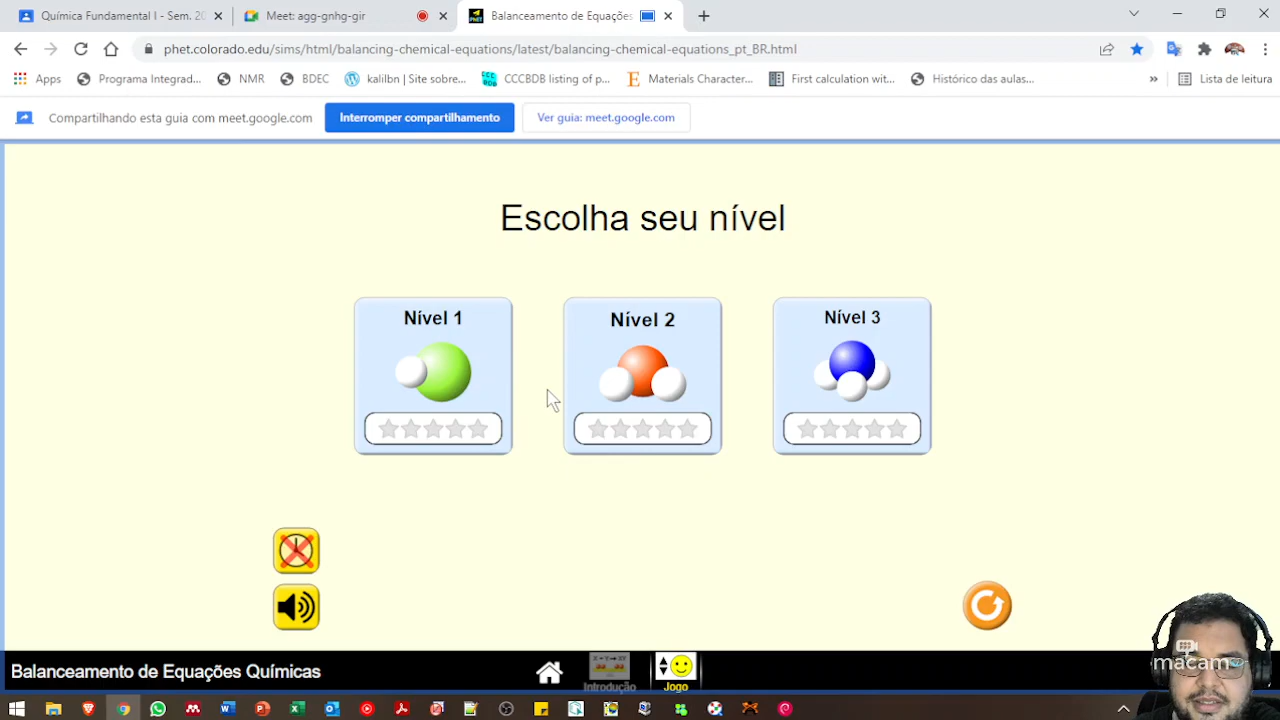 Química Fundamental I - Sem. 20
Meet: agg-gnhg-gir
Balanceamento de Equações
phet.colorado.edu/sims/html/balancing-chemical-equations/latest/balancing-chemical-equations_pt_BR.html
Apps
Programa Integrad...
NMR
BDEC
kalilbn | Site sobre...
CCCBDB listing of p...
Materials Character...
First calculation wit...
Histórico das aulas...
»
Lista de leitura
Compartilhando esta guia com meet.google.com
Interromper compartilhamento
Ver guia: meet.google.com
Escolha seu nível
Nível 1
Nível 2
Nível 3
Balanceamento de Equações Químicas
X + Y → XY
Introdução
Jogo
macam